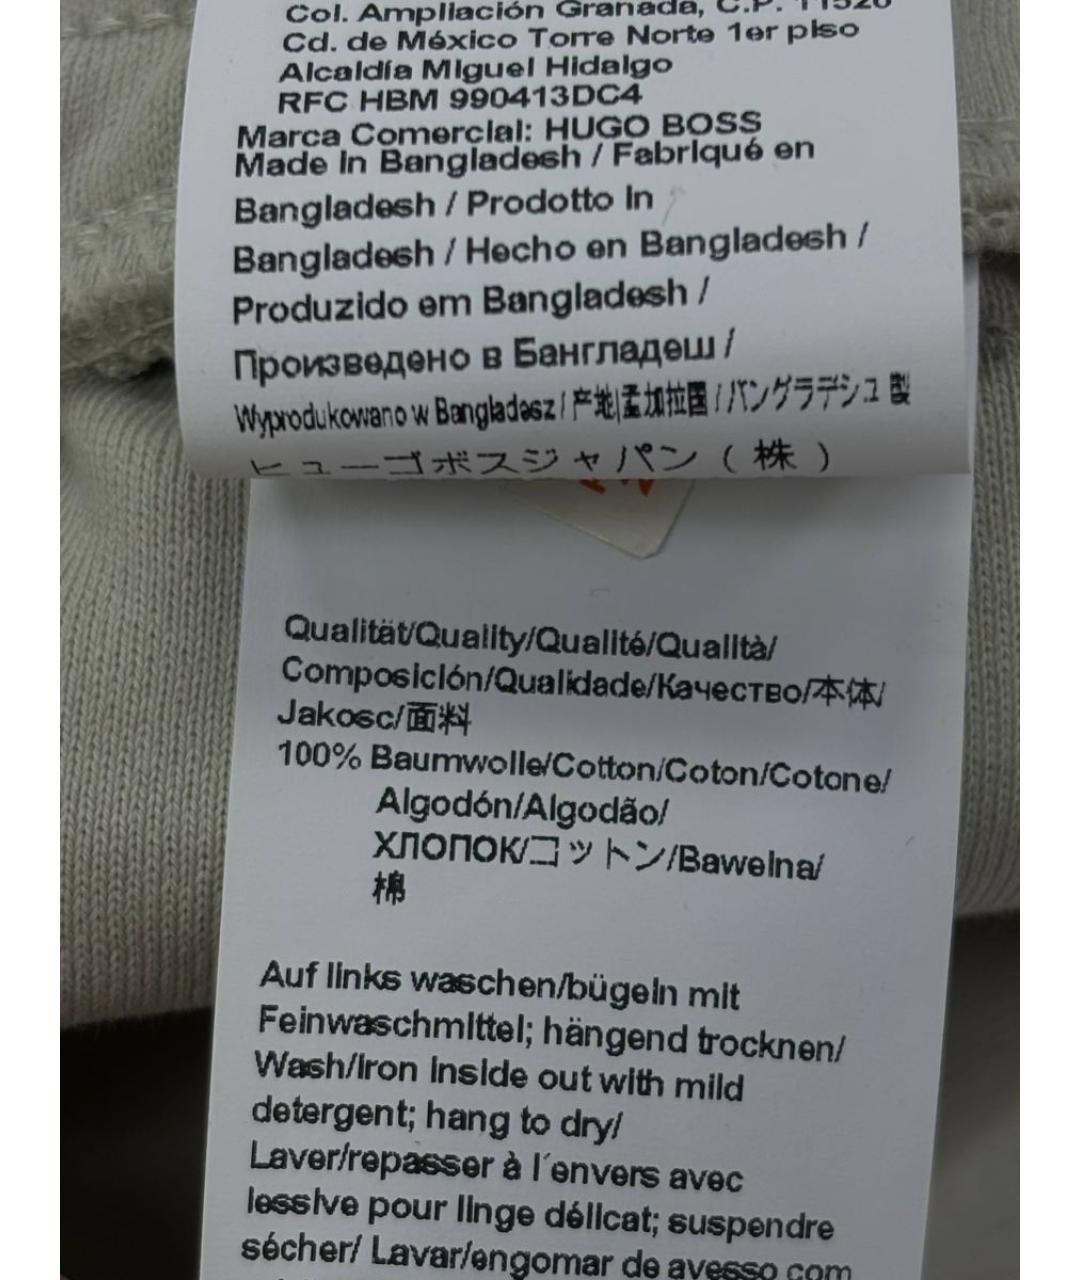 Col. Ampliación Granada, C.P. 11520
Cd. de México Torre Norte 1er piso
Alcaldía Miguel Hidalgo
RFC HBM 990413DC4
Marca Comercial: HUGO BOSS
Made in Bangladesh / Fabriqué en
Bangladesh / Prodotto in
Bangladesh / Hecho en Bangladesh /
Produzido em Bangladesh /
Произведено в Бангладеш /
Wyprodukowano w Bangladesz / 产地孟加拉国 / バングラデシュ製
ヒューゴボスジャパン（株）
Qualität/Quality/Qualité/Qualità/
Composición/Qualidade/Качество/本体/
Jakosc/面料
100% Baumwolle/Cotton/Coton/Cotone/
Algodón/Algodão/
ХЛОПОК/コットン/Bawelna/
棉
Auf links waschen/bügeln mit
Feinwaschmittel; hängend trocknen/
Wash/Iron inside out with mild
detergent; hang to dry/
Laver/repasser à l´envers avec
lessive pour linge délicat; suspendre
sécher/ Lavar/engomar de avesso com